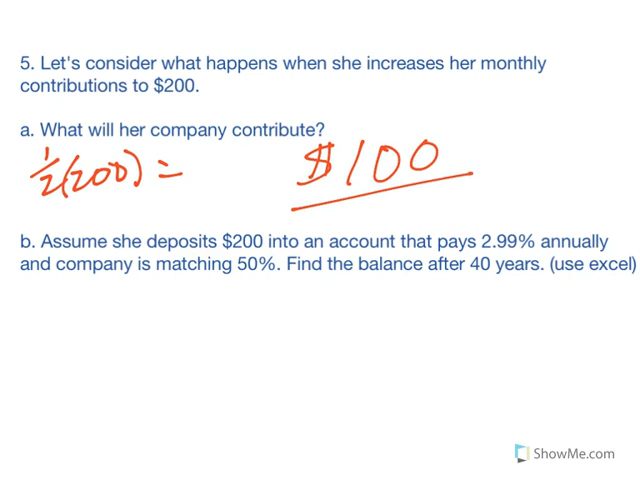 5. Let's consider what happens when she increases her monthly
contributions to $200.
a. What will her company contribute?
1/2(200) = $100
b. Assume she deposits $200 into an account that pays 2.99% annually
and company is matching 50%. Find the balance after 40 years. (use excel)
ShowMe.com